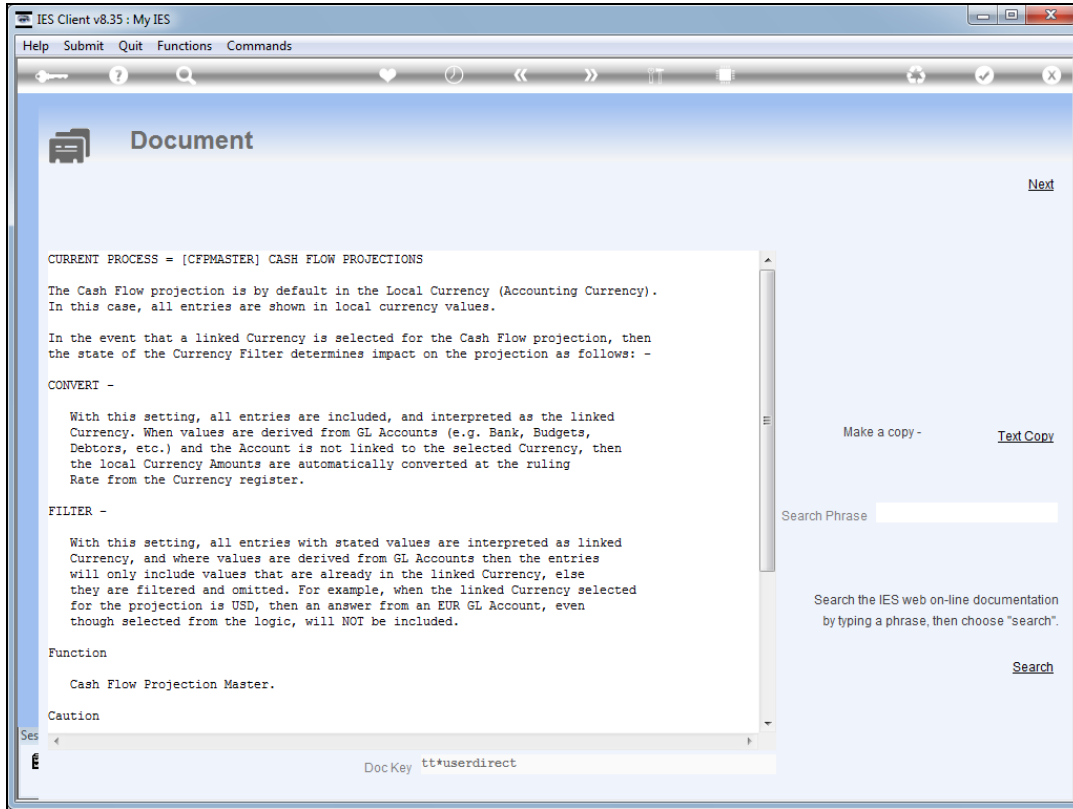 IES Client v8.35 : My IES
Help Submit Quit Functions Commands
Document
Next
CURRENT PROCESS = [CFPMASTER] CASH FLOW PROJECTIONS
The Cash Flow projection is by default in the Local Currency (Accounting Currency).
In this case, all entries are shown in local currency values.
In the event that a linked Currency is selected for the Cash Flow projection, then
the state of the Currency Filter determines impact on the projection as follows: -
CONVERT -
With this setting, all entries are included, and interpreted as the linked
Currency. When values are derived from GL Accounts (e.g. Bank, Budgets,
Debtors, etc.) and the Account is not linked to the selected Currency, then
the local Currency Amounts are automatically converted at the ruling
Rate from the Currency register.
FILTER -
With this setting, all entries with stated values are interpreted as linked
Currency, and where values are derived from GL Accounts then the entries
will only include values that are already in the linked Currency, else
they are filtered and omitted. For example, when the linked Currency selected
for the projection is USD, then an answer from an EUR GL Account, even
though selected from the logic, will NOT be included.
Function
Cash Flow Projection Master.
Caution
Make a copy -
Text Copy
Search Phrase
Search the IES web on-line documentation
by typing a phrase, then choose "search".
Search
Ses
Doc Key tt*userdirect